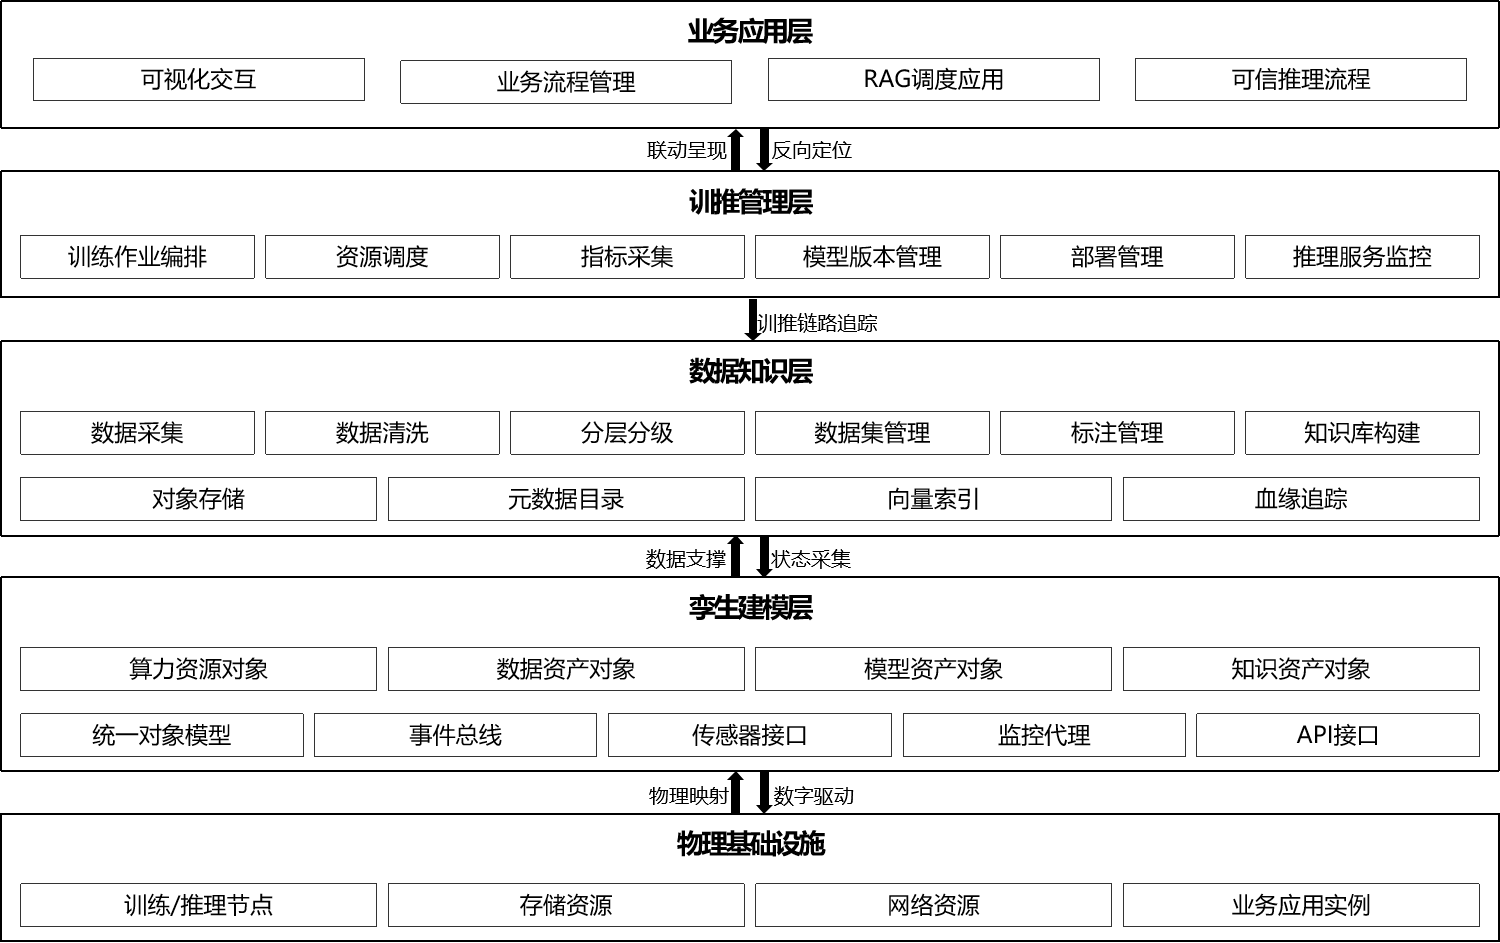 业务应用层
可视化交互
业务流程管理
RAG调度应用
可信推理流程
联动呈现
反向定位
训推管理层
训练作业编排
资源调度
指标采集
模型版本管理
部署管理
推理服务监控
训推链路追踪
数据知识层
数据采集
数据清洗
分层分级
数据集管理
标注管理
知识库构建
对象存储
元数据目录
向量索引
血缘追踪
数据支撑
状态采集
孪生建模层
算力资源对象
数据资产对象
模型资产对象
知识资产对象
统一对象模型
事件总线
传感器接口
监控代理
API接口
物理映射
数字驱动
物理基础设施
训练/推理节点
存储资源
网络资源
业务应用实例